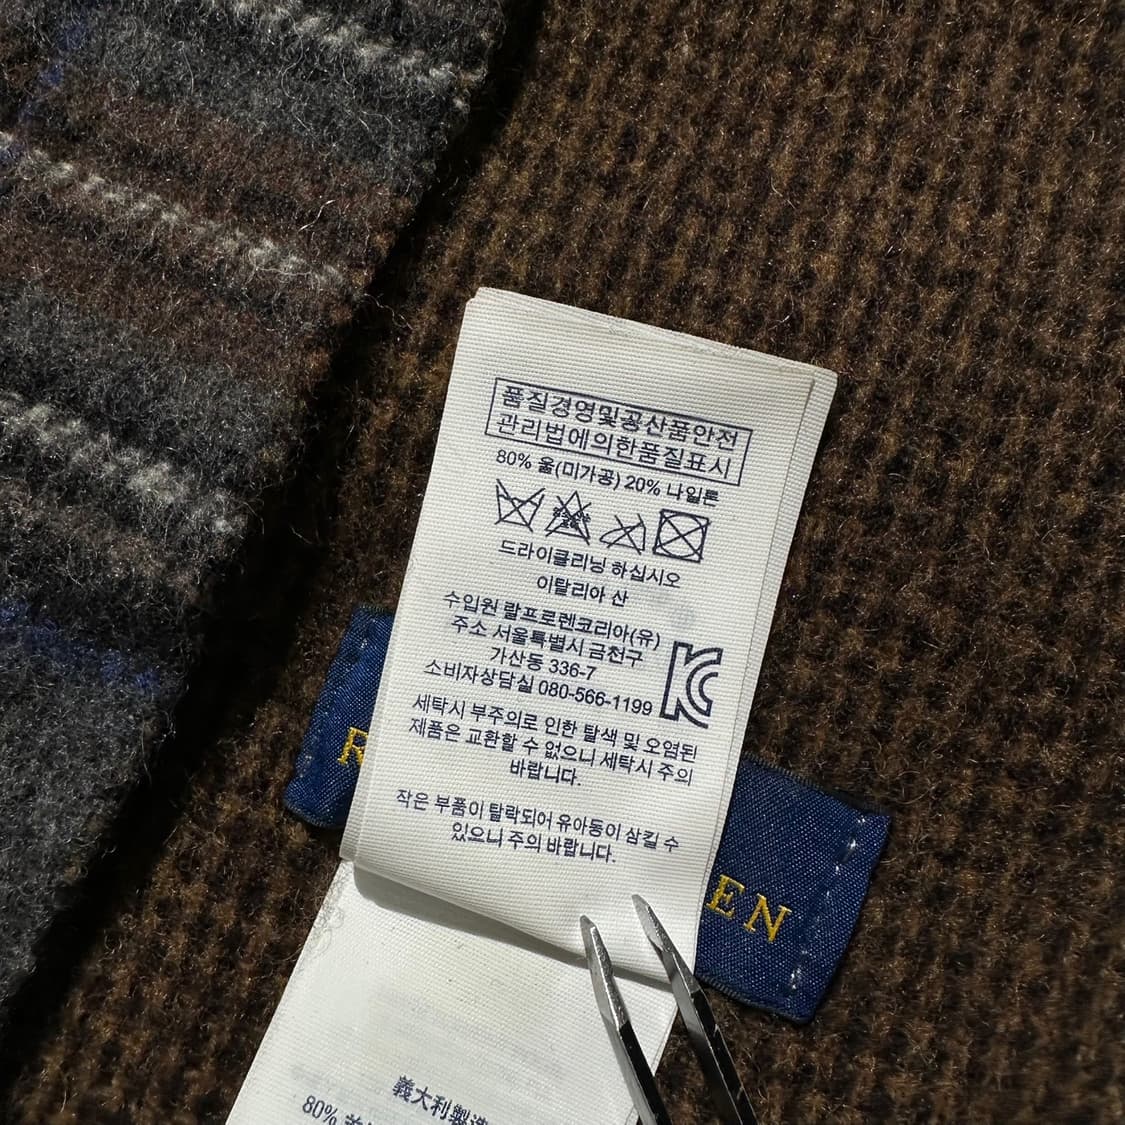 품질경영및공산품안전
관리법에의한품질표시
80% 울(미가공) 20% 나일론
드라이클리닝 하십시오
이탈리아 산
수입원 랄프로렌코리아(유)
주소 서울특별시 금천구
가산동 336-7
소비자상담실 080-566-1199
세탁시 부주의로 인한 탈색 및 오염된
제품은 교환할 수 없으니 세탁시 주의
바랍니다.
작은 부품이 탈락되어 유아동이 삼킬 수
있으니 주의 바랍니다.
R
EN
義大利製造
80%